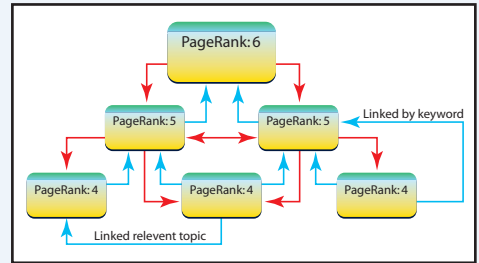 PageRank: 6
PageRank: 5
PageRank: 5
Linked by keyword
PageRank: 4
PageRank: 4
PageRank: 4
Linked relevent topic